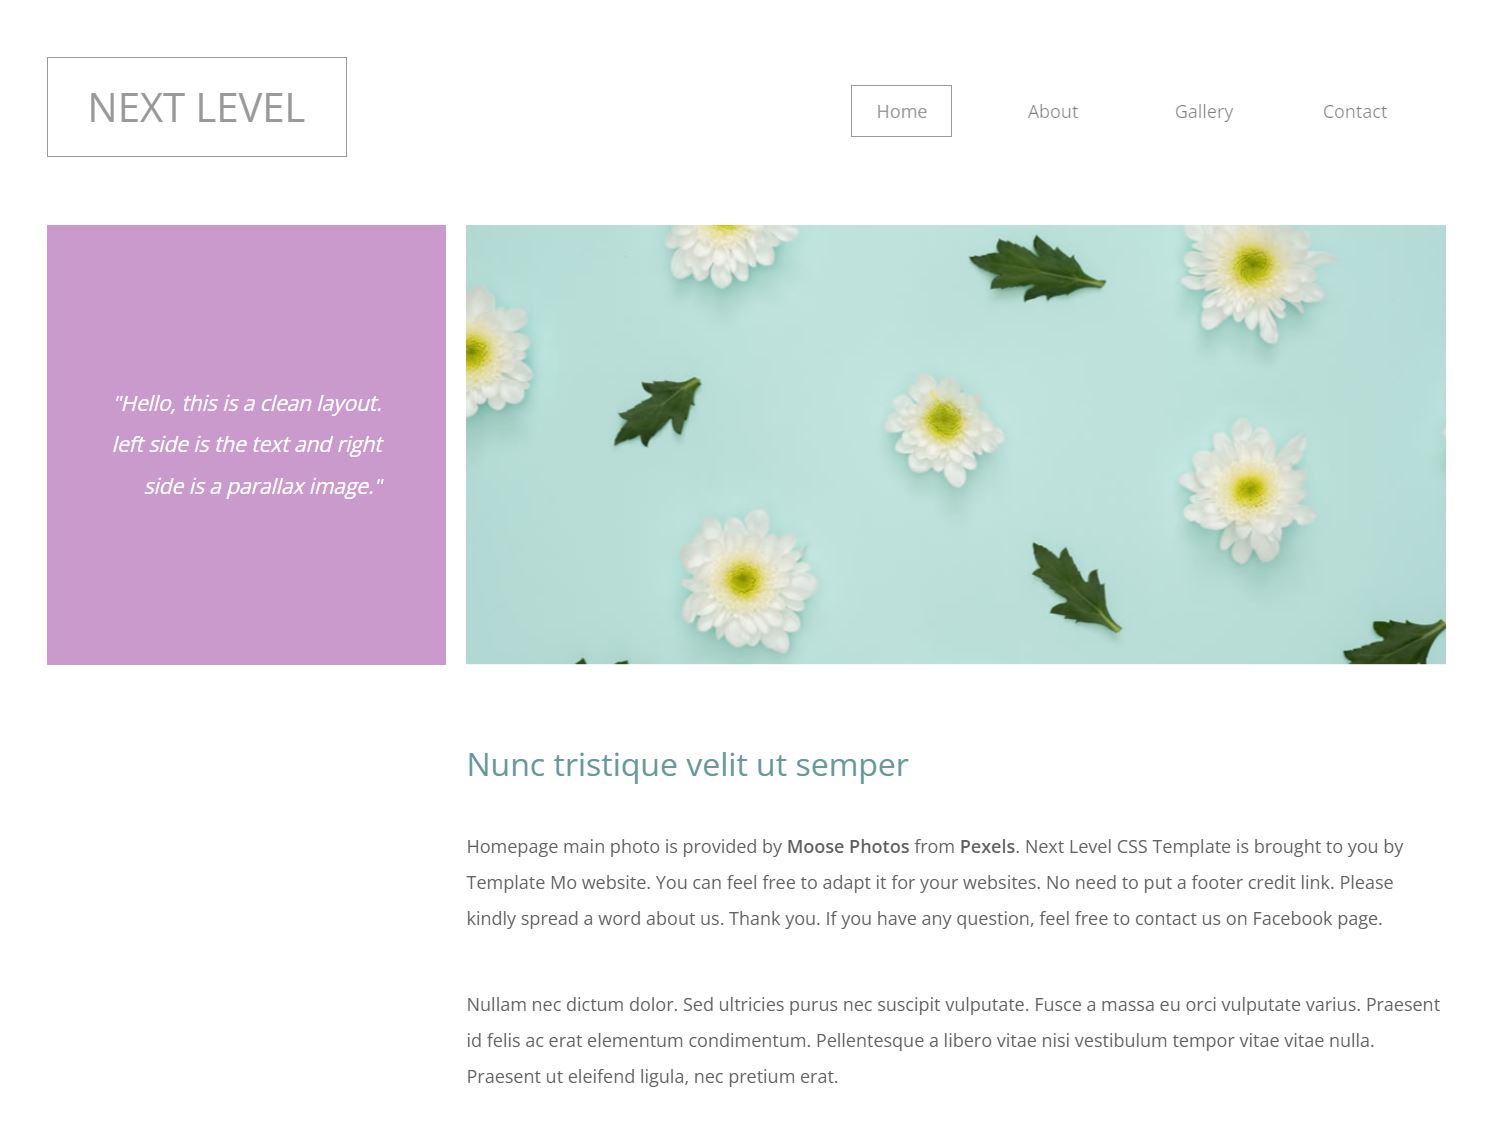 NEXT LEVEL
Home
About
Gallery
Contact
"Hello, this is a clean layout.
left side is the text and right
side is a parallax image."
Nunc tristique velit ut semper
Homepage main photo is provided by Moose Photos from Pexels. Next Level CSS Template is brought to you by
Template Mo website. You can feel free to adapt it for your websites. No need to put a footer credit link. Please
kindly spread a word about us. Thank you. If you have any question, feel free to contact us on Facebook page.
Nullam nec dictum dolor. Sed ultricies purus nec suscipit vulputate. Fusce a massa eu orci vulputate varius. Praesent
id felis ac erat elementum condimentum. Pellentesque a libero vitae nisi vestibulum tempor vitae vitae nulla.
Praesent ut eleifend ligula, nec pretium erat.